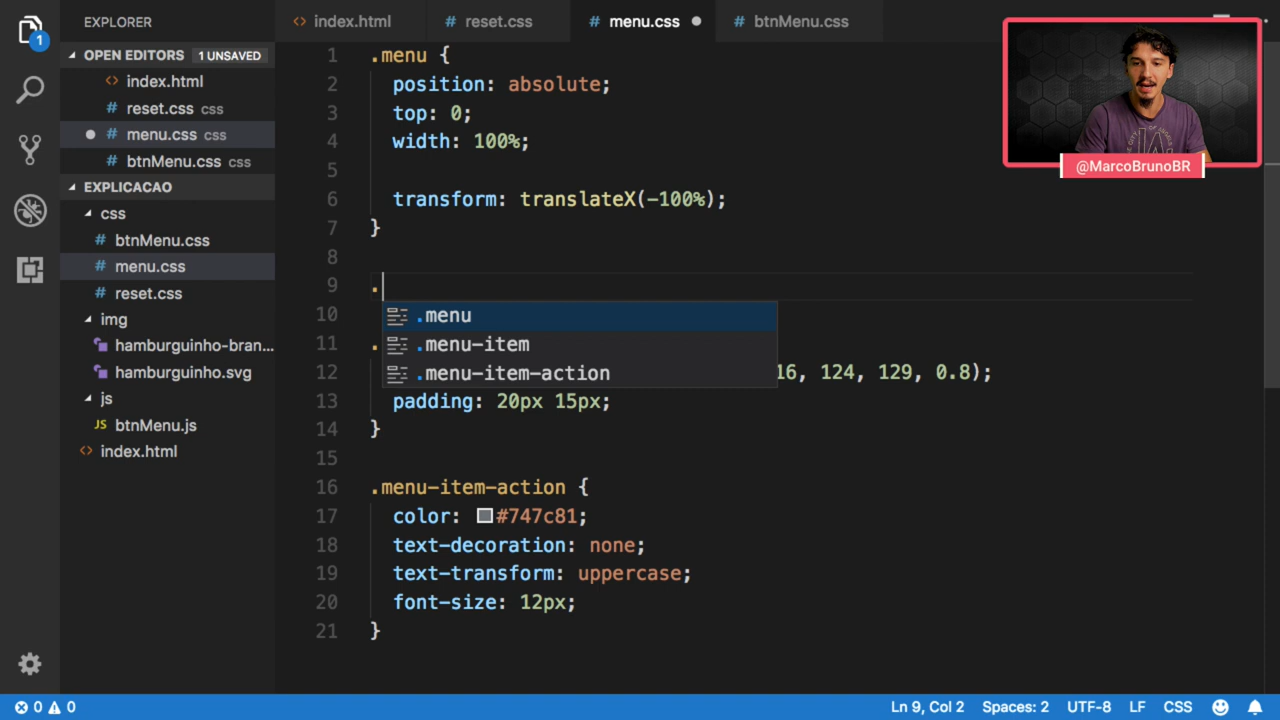 EXPLORER
index.html
reset.css
menu.css
btnMenu.css
OPEN EDITORS 1 UNSAVED
index.html
reset.css css
menu.css css
btnMenu.css css
EXPLICACAO
css
btnMenu.css
menu.css
reset.css
img
hamburguinho-bran...
hamburguinho.svg
js
btnMenu.js
index.html
1
1 .menu {
2 position: absolute;
3 top: 0;
4 width: 100%;
5
6 transform: translateX(-100%);
7 }
8
9 .
10
11 .
12 16, 124, 129, 0.8);
13 padding: 20px 15px;
14 }
15
16 .menu-item-action {
17 color: #747c81;
18 text-decoration: none;
19 text-transform: uppercase;
20 font-size: 12px;
21 }
.menu
.menu-item
.menu-item-action
@MarcoBrunoBR
0 0
Ln 9, Col 2 Spaces: 2 UTF-8 LF CSS